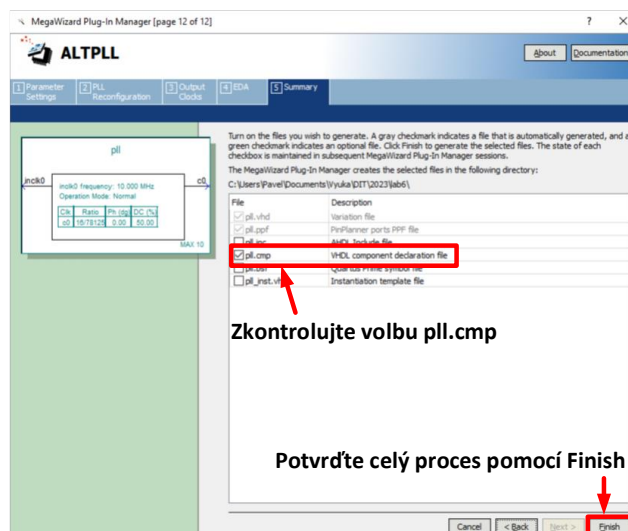 MegaWizard Plug-In Manager [page 12 of 12]
?
ALTPLL
About
Documentation
1 Parameter Settings
2 PLL Reconfiguration
3 Output Clocks
4 EDA
5 Summary
pll
inclk0
c0
inclk0 frequency: 10.000 MHz
Operation Mode: Normal
Clk Ratio Ph (dg) DC (%)
c0 16/78125 0.00 50.00
MAX 10
Turn on the files you wish to generate. A gray checkmark indicates a file that is automatically generated, and a
green checkmark indicates an optional file. Click Finish to generate the selected files. The state of each
checkbox is maintained in subsequent MegaWizard Plug-In Manager sessions.
The MegaWizard Plug-In Manager creates the selected files in the following directory:
C:\Users\Pavel\Documents\Vyuka\DIT\2023\lab6\
File Description
pll.vhd Variation file
pll.ppf PinPlanner ports PPF file
pll.inc AHDL Include file
pll.cmp VHDL component declaration file
pll.bsf Quartus Prime symbol file
pll_inst.vh Instantiation template file
Zkontrolujte volbu pll.cmp
Potvrďte celý proces pomocí Finish
Cancel
< Back
Next >
Finish